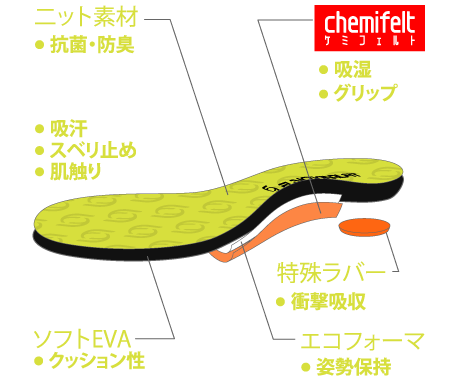 ニット素材
● 抗菌・防臭
chemifelt
ケミフェルト
● 吸湿
● グリップ
● 吸汗
● スベリ止め
● 肌触り
特殊ラバー
● 衝撃吸収
ソフトEVA
● クッション性
エコフォーマ
● 姿勢保持